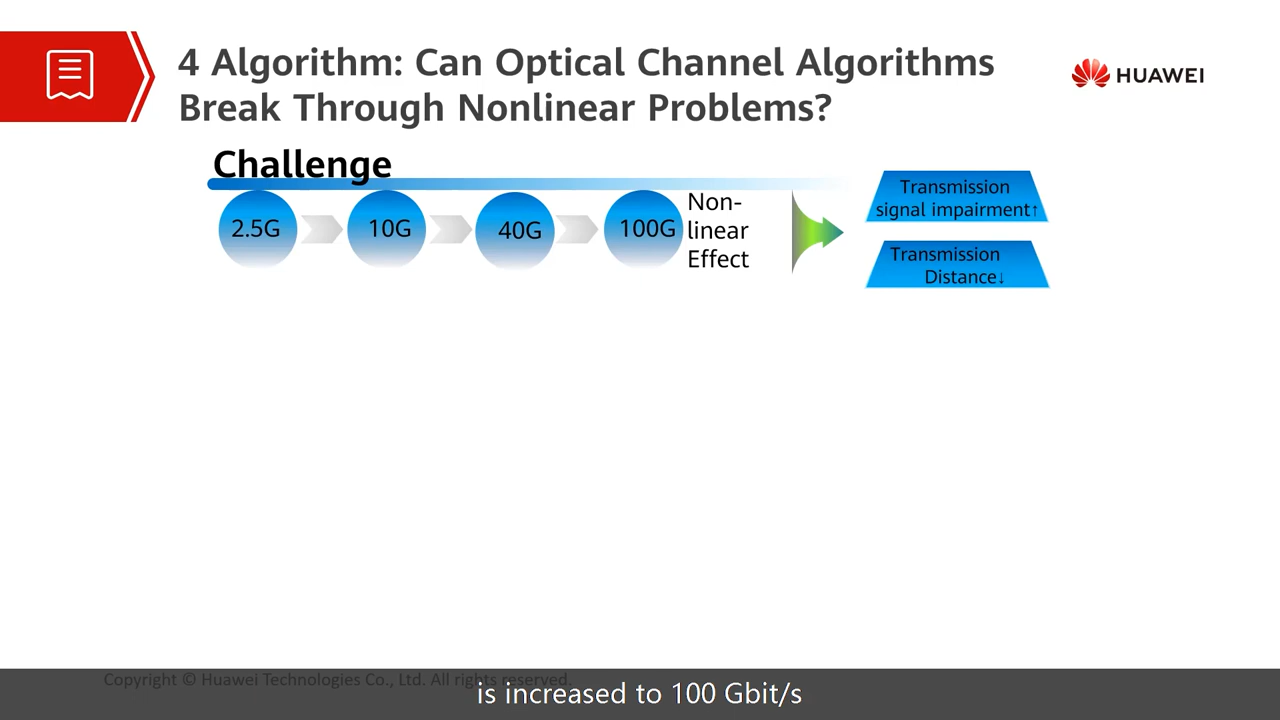 4 Algorithm: Can Optical Channel Algorithms
Break Through Nonlinear Problems?
HUAWEI
Challenge
2.5G
10G
40G
100G
Non-
linear
Effect
Transmission
signal impairment↑
Transmission
Distance↓
Copyright © Huawei Technologies Co., Ltd. All rights reserved.
is increased to 100 Gbit/s